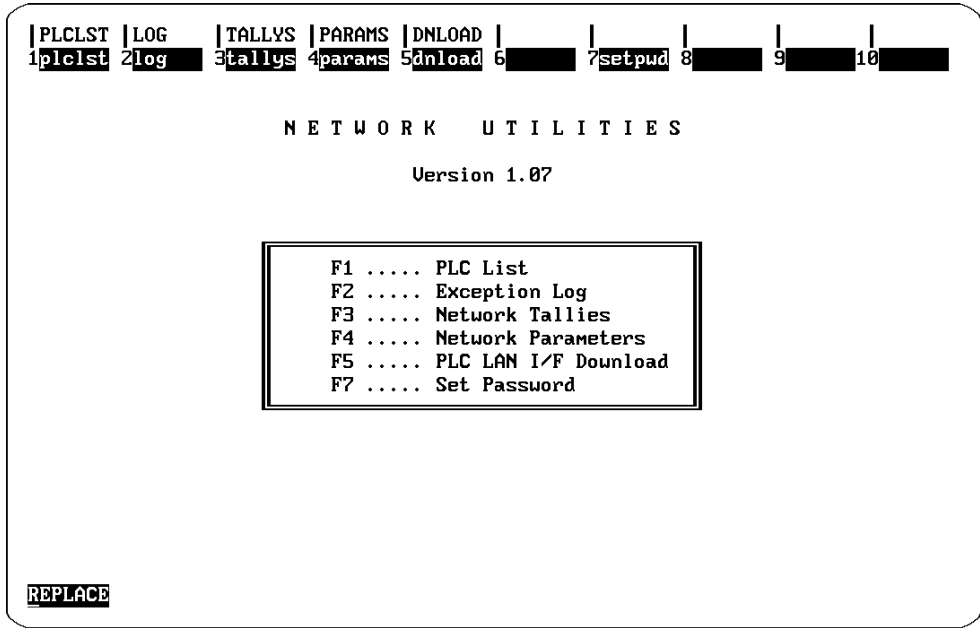 |PLCLST |LOG |TALLYS |PARAMS |DNLOAD | | | | |
1plclst 2log 3tallys 4params 5dnload 6 7setpwd 8 9 10
N E T W O R K U T I L I T I E S
Version 1.07
F1 ..... PLC List
F2 ..... Exception Log
F3 ..... Network Tallies
F4 ..... Network Parameters
F5 ..... PLC LAN I/F Download
F7 ..... Set Password
REPLACE